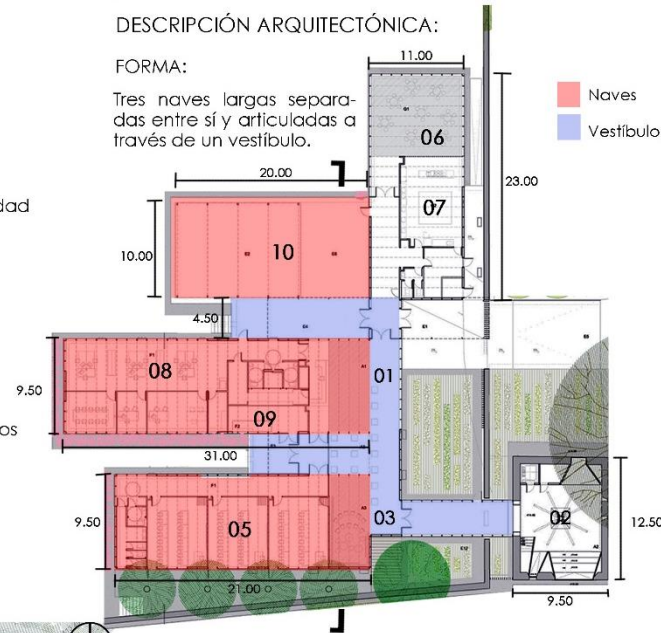 DESCRIPCIÓN ARQUITECTÓNICA:
FORMA:
Tres naves largas separa-
das entre sí y articuladas a
través de un vestíbulo.
11.00
Naves
Vestíbulo
06
20.00
23.00
dad
07
10.00
10
4.50
08
01
9.50
09
os
31.00
9.50
05
03
02
12.50
21.00
9.50